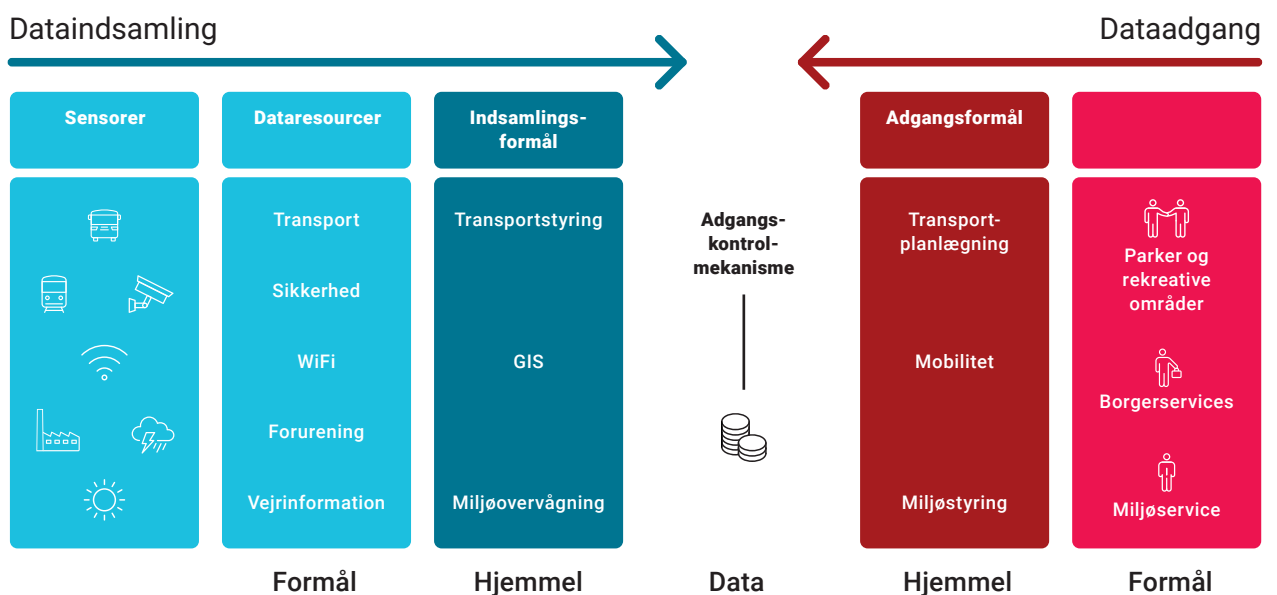 Dataindsamling
Dataadgang
Sensorer
Dataresourcer
Indsamlings-
formål
Adgangsformål
Transport
Sikkerhed
WiFi
Forurening
Vejrinformation
Transportstyring
GIS
Miljøovervågning
Adgangs-
kontrol-
mekanisme
Transport-
planlægning
Mobilitet
Miljøstyring
Parker og
rekreative
områder
Borgerservices
Miljøservice
Formål
Hjemmel
Data
Hjemmel
Formål